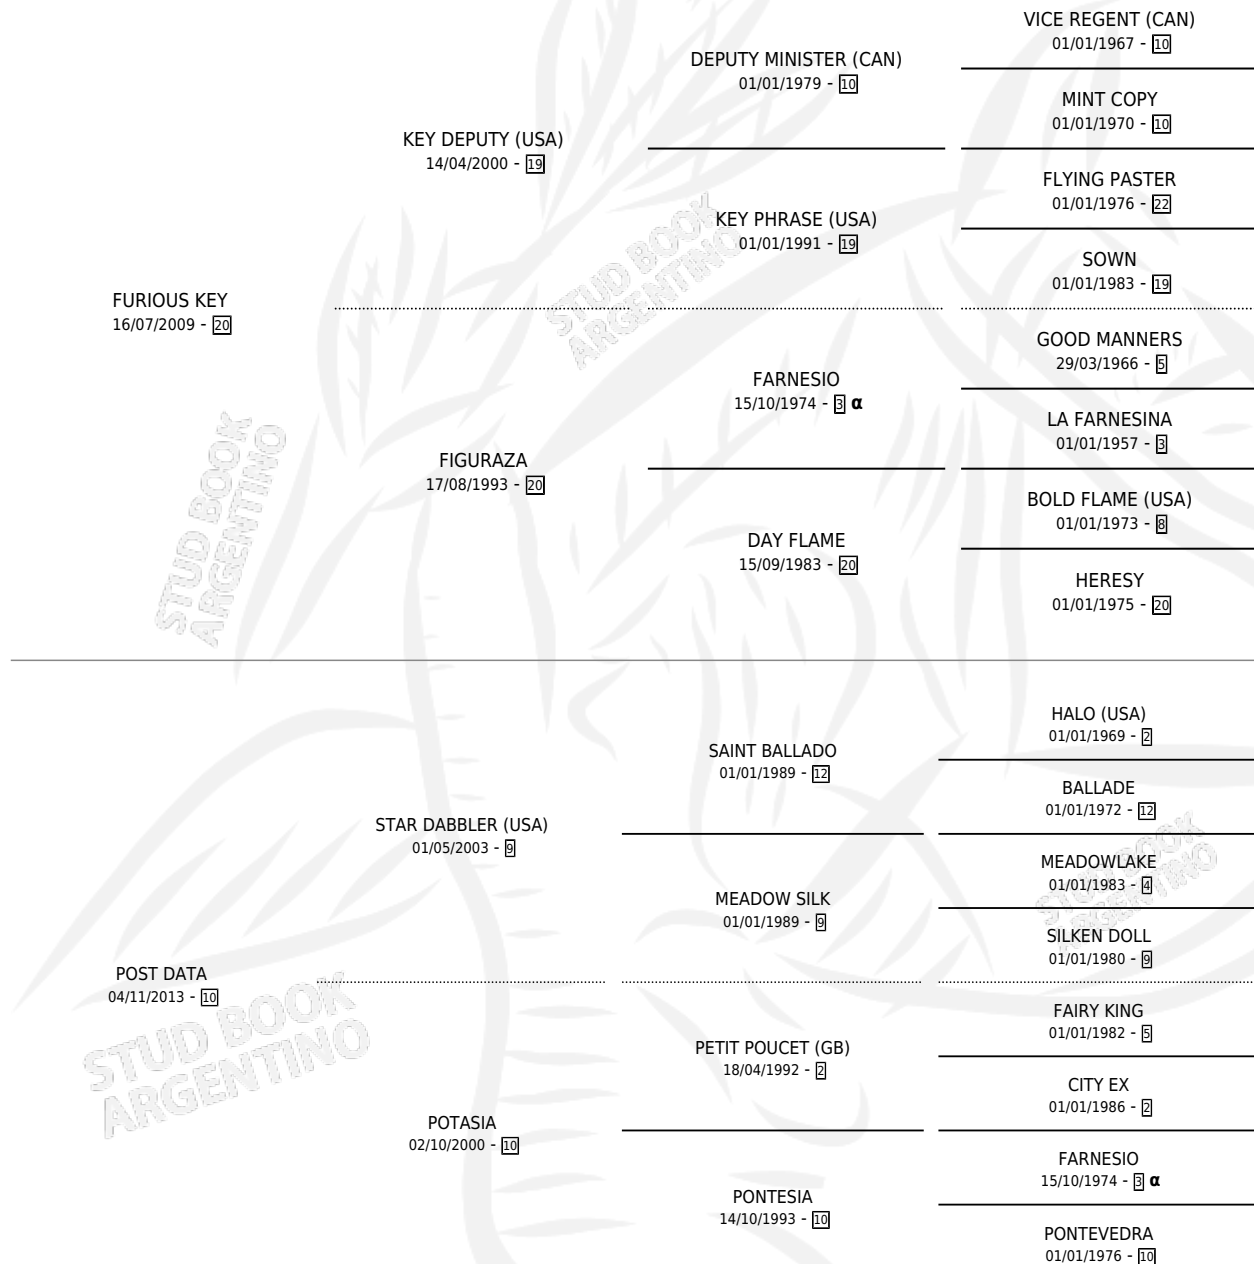 VICE REGENT (CAN)
01/01/1967 - 10
DEPUTY MINISTER (CAN)
01/01/1979 - 10
MINT COPY
01/01/1970 - 10
KEY DEPUTY (USA)
14/04/2000 - 19
FLYING PASTER
01/01/1976 - 22
KEY PHRASE (USA)
01/01/1991 - 19
SOWN
01/01/1983 - 19
STUD BOOK
ARGENTINO
FURIOUS KEY
16/07/2009 - 20
GOOD MANNERS
29/03/1966 - 5
FARNESIO
15/10/1974 - 3 α
LA FARNESINA
01/01/1957 - 3
FIGURAZA
17/08/1993 - 20
BOLD FLAME (USA)
01/01/1973 - 8
DAY FLAME
15/09/1983 - 20
HERESY
01/01/1975 - 20
STUD BOOK
ARGENTINO
HALO (USA)
01/01/1969 - 2
SAINT BALLADO
01/01/1989 - 12
BALLADE
01/01/1972 - 12
STAR DABBLER (USA)
01/05/2003 - 9
MEADOWLAKE
01/01/1983 - 4
MEADOW SILK
01/01/1989 - 9
SILKEN DOLL
01/01/1980 - 9
STUD BOOK
ARGENTINO
POST DATA
04/11/2013 - 10
FAIRY KING
01/01/1982 - 5
PETIT POUCET (GB)
18/04/1992 - 2
CITY EX
01/01/1986 - 2
POTASIA
02/10/2000 - 10
FARNESIO
15/10/1974 - 3 α
PONTESIA
14/10/1993 - 10
PONTEVEDRA
01/01/1976 - 10
STUD BOOK
ARGENTINO